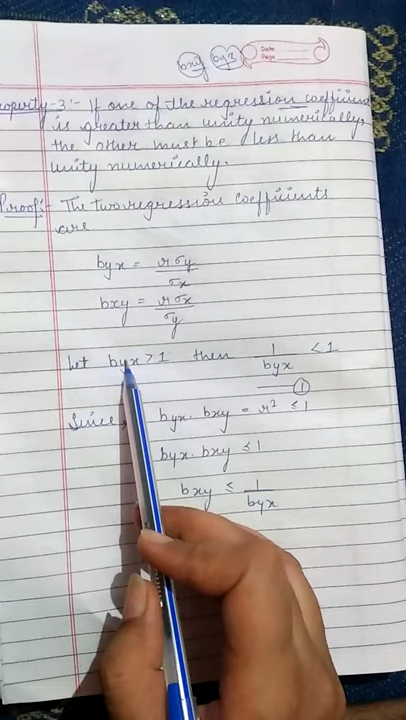 bxy byx Date
Page
operty-3:- If one of the regression coefficient
is greater than unity numerically,
the other must be less than
unity numerically.
Proof:- The two regression coefficients
are
byx = rσy / σx
bxy = rσx / σy
Let byx > 1 then 1 / byx < 1
①
Since, byx. bxy = r² ≤ 1
byx. bxy ≤ 1
bxy ≤ 1 / byx